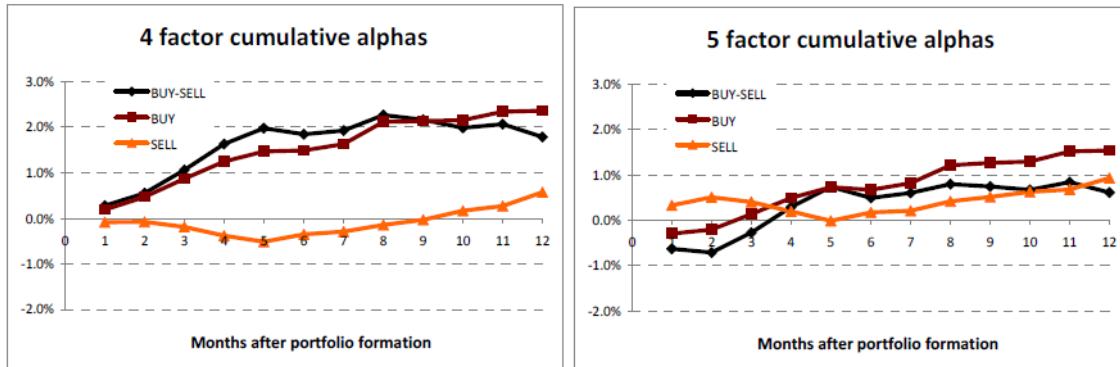 4 factor cumulative alphas
3.0%
2.0%
1.0%
0.0%
-1.0%
-2.0%
BUY-SELL
BUY
SELL
0 1 2 3 4 5 6 7 8 9 10 11 12
Months after portfolio formation
5 factor cumulative alphas
3.0%
2.0%
1.0%
0.0%
-1.0%
-2.0%
BUY-SELL
BUY
SELL
0 1 2 3 4 5 6 7 8 9 10 11 12
Months after portfolio formation